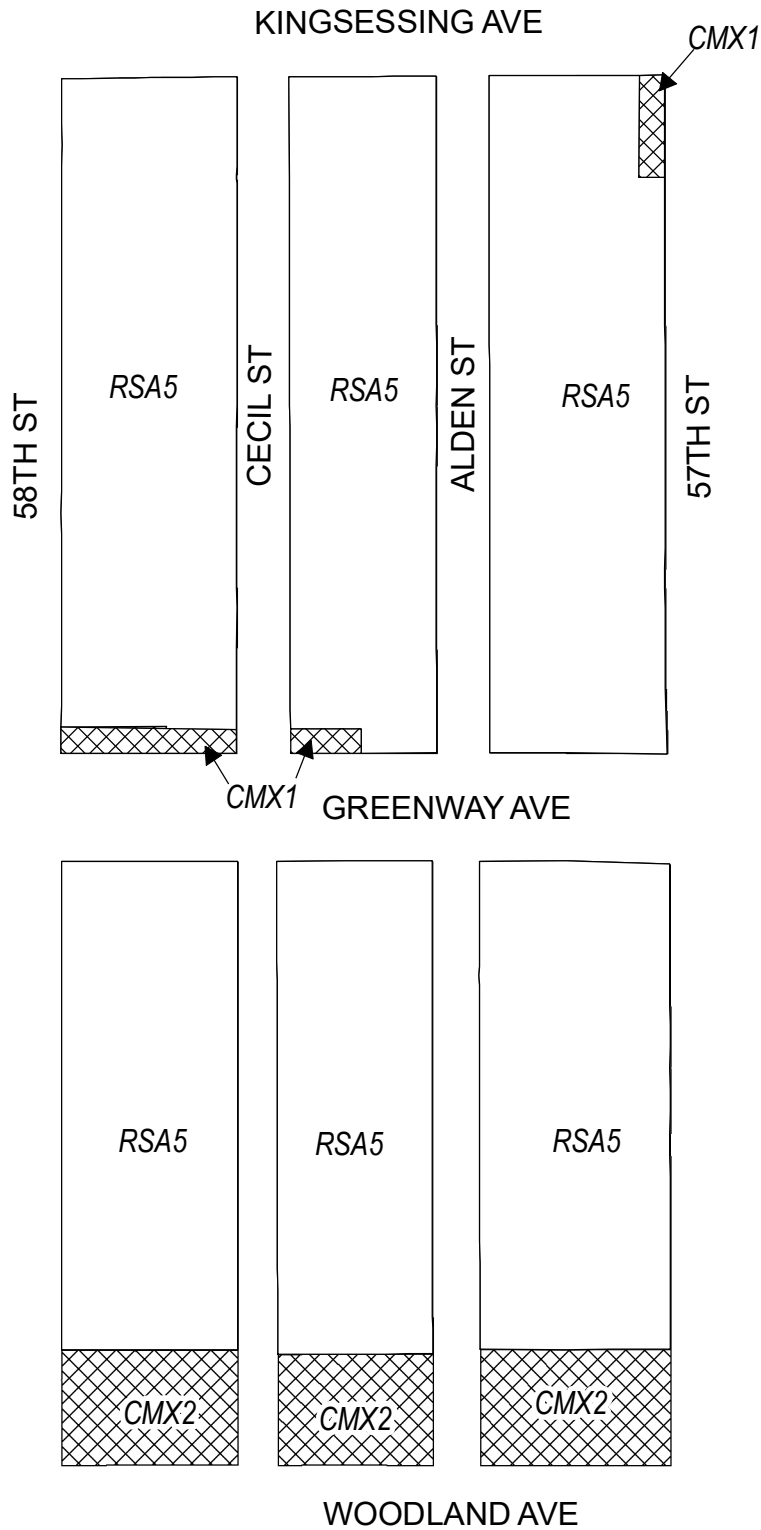 KINGSESSING AVE
CMX1
RSA5
RSA5
RSA5
58TH ST
CECIL ST
ALDEN ST
57TH ST
CMX1
GREENWAY AVE
RSA5
RSA5
RSA5
CMX2
CMX2
CMX2
WOODLAND AVE